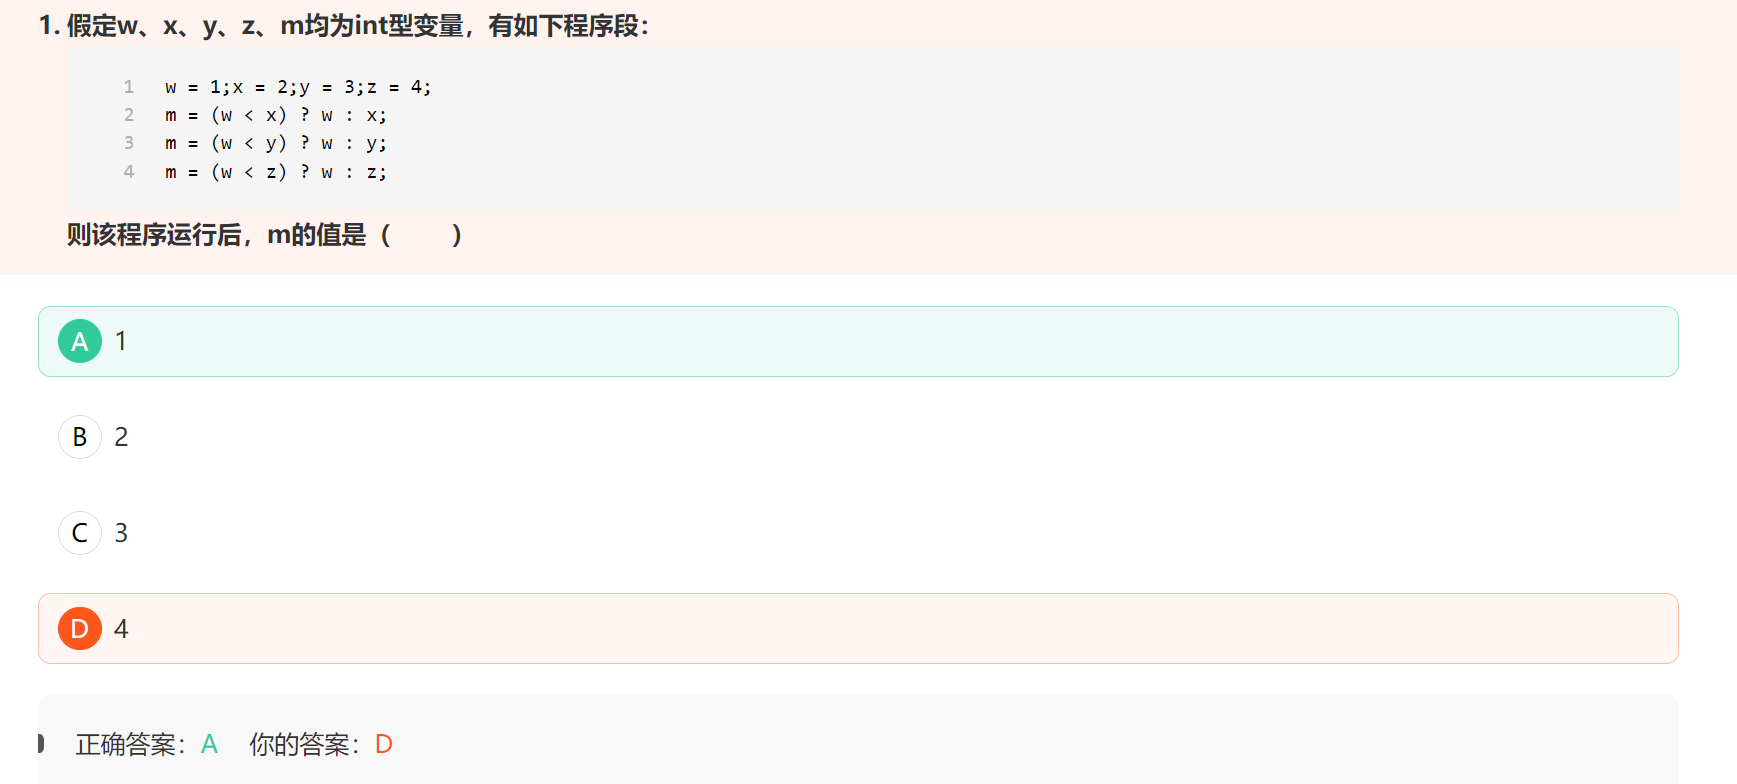 1. 假定w、x、y、z、m均为int型变量，有如下程序段：
1 w = 1;x = 2;y = 3;z = 4;
2 m = (w < x) ? w : x;
3 m = (w < y) ? w : y;
4 m = (w < z) ? w : z;
则该程序运行后，m的值是（ ）
A 1
B 2
C 3
D 4
正确答案：A 你的答案：D